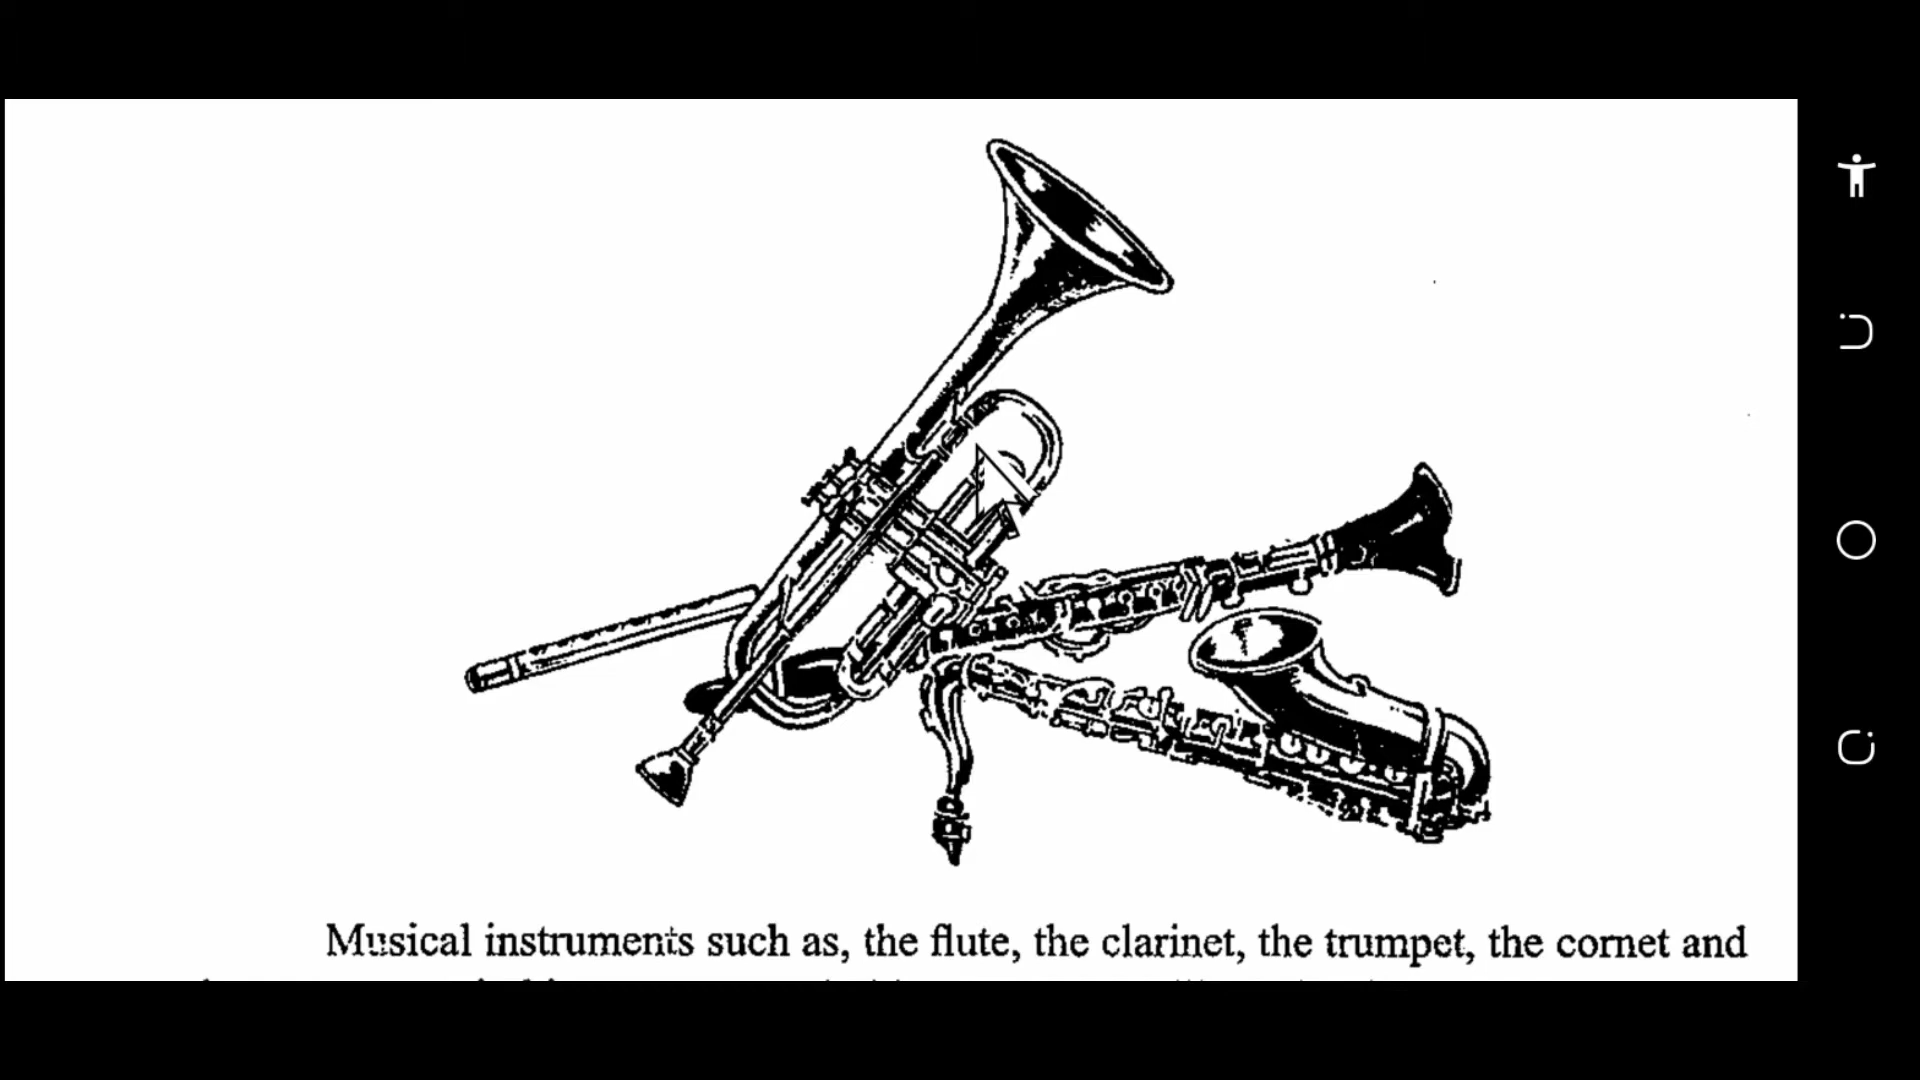 Musical instruments such as, the flute, the clarinet, the trumpet, the cornet and